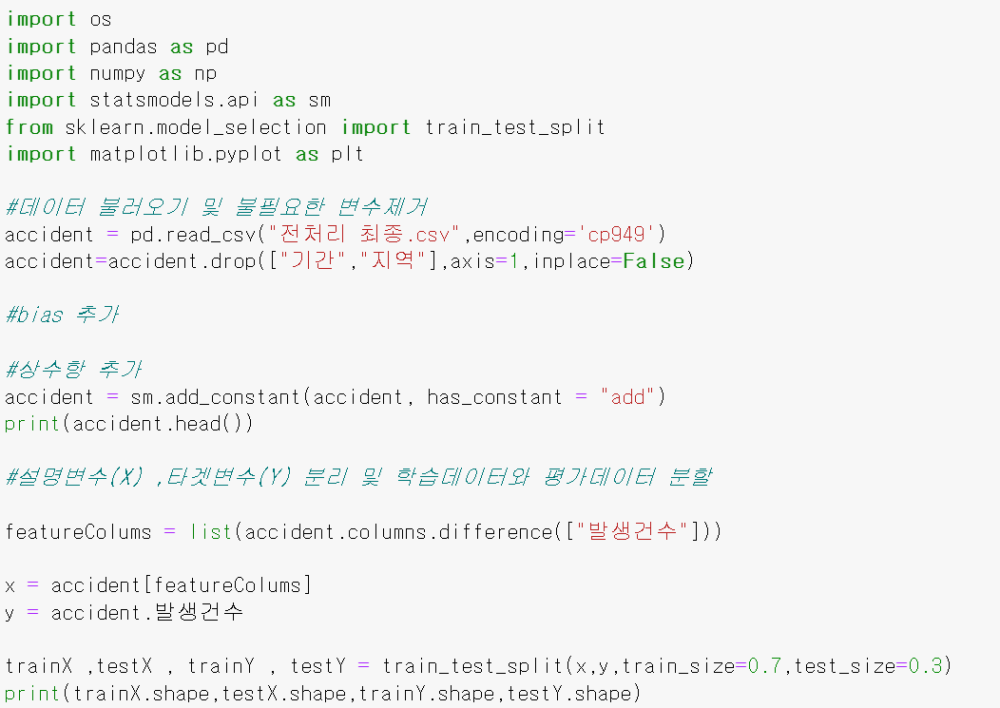 import os
import pandas as pd
import numpy as np
import statsmodels.api as sm
from sklearn.model_selection import train_test_split
import matplotlib.pyplot as plt
#데이터 불러오기 및 불필요한 변수제거
accident = pd.read_csv("전처리 최종.csv",encoding='cp949')
accident=accident.drop(["기간","지역"],axis=1,inplace=False)
#bias 추가
#상수항 추가
accident = sm.add_constant(accident, has_constant = "add")
print(accident.head())
#설명변수(X) ,타겟변수(Y) 분리 및 학습데이터와 평가데이터 분할
featureColums = list(accident.columns.difference(["발생건수"]))
x = accident[featureColums]
y = accident.발생건수
trainX ,testX , trainY , testY = train_test_split(x,y,train_size=0.7,test_size=0.3)
print(trainX.shape,testX.shape,trainY.shape,testY.shape)